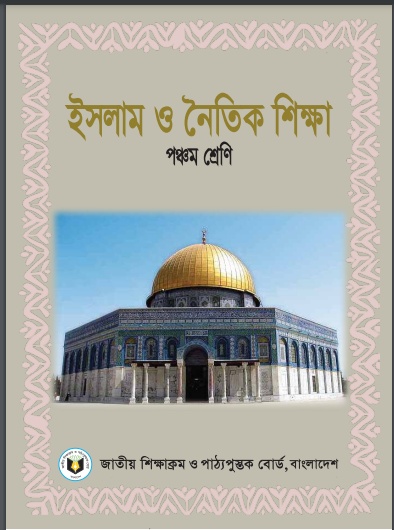 ইসলাম ও নৈতিক শিক্ষা
পঞ্চম শ্রেণি
জাতীয় শিক্ষাক্রম ও পাঠ্যপুস্তক বোর্ড, বাংলাদেশ